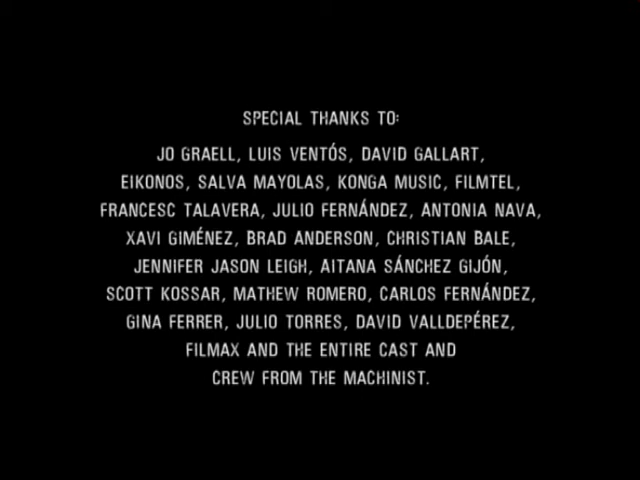 SPECIAL THANKS TO:
JO GRAELL, LUIS VENTÓS, DAVID GALLART,
EIKONOS, SALVA MAYOLAS, KONGA MUSIC, FILMTEL,
FRANCESC TALAVERA, JULIO FERNÁNDEZ, ANTONIA NAVA,
XAVI GIMÉNEZ, BRAD ANDERSON, CHRISTIAN BALE,
JENNIFER JASON LEIGH, AITANA SÁNCHEZ GIJÓN,
SCOTT KOSSAR, MATHEW ROMERO, CARLOS FERNÁNDEZ,
GINA FERRER, JULIO TORRES, DAVID VALLDEPÉREZ,
FILMAX AND THE ENTIRE CAST AND
CREW FROM THE MACHINIST.